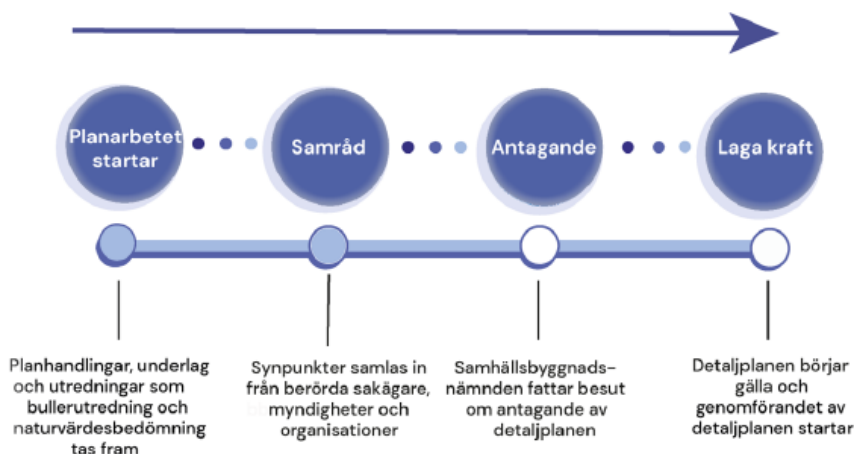 Planarbetet
startar
Samråd
Antagande
Laga kraft
Planhandlingar, underlag
och utredningar som
bullerutredning och
naturvärdesbedömning
tas fram
Synpunkter samlas in
från berörda sakägare,
myndigheter och
organisationer
Samhällsbyggnads-
nämnden fattar besut
om antagande av
detaljplanen
Detaljplanen börjar
gälla och
genomförandet av
detaljplanen startar